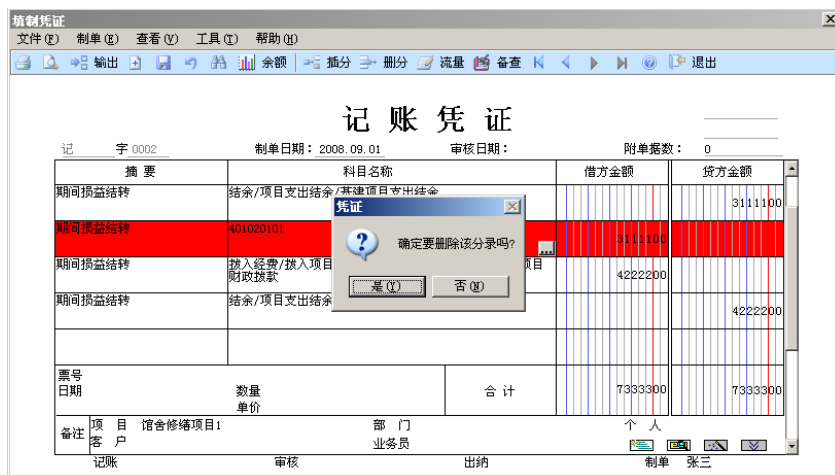 填制凭证
文件(F) 制单(E) 查看(V) 工具(T) 帮助(H)
输出 余额 插分 删分 流量 备查 退出
记 账 凭 证
记 字 0002 制单日期: 2008.09.01 审核日期: 附单据数: 0
摘 要 科目名称 借方金额 贷方金额
期间损益结转 结余/项目支出结余/基建项目支出结余 3111100
期间损益结转 401020101 3111100
期间损益结转 拨入经费/拨入项目 项目
财政拨款 4222200
期间损益结转 结余/项目支出结余 4222200
凭证
确定要删除该分录吗?
是(Y) 否(N)
票号
日期 数量 合 计 7333300 7333300
单价
备注 项 目 馆舍修缮项目1 部 门 个 人
客 户 业务员
记账 审核 出纳 制单 张三